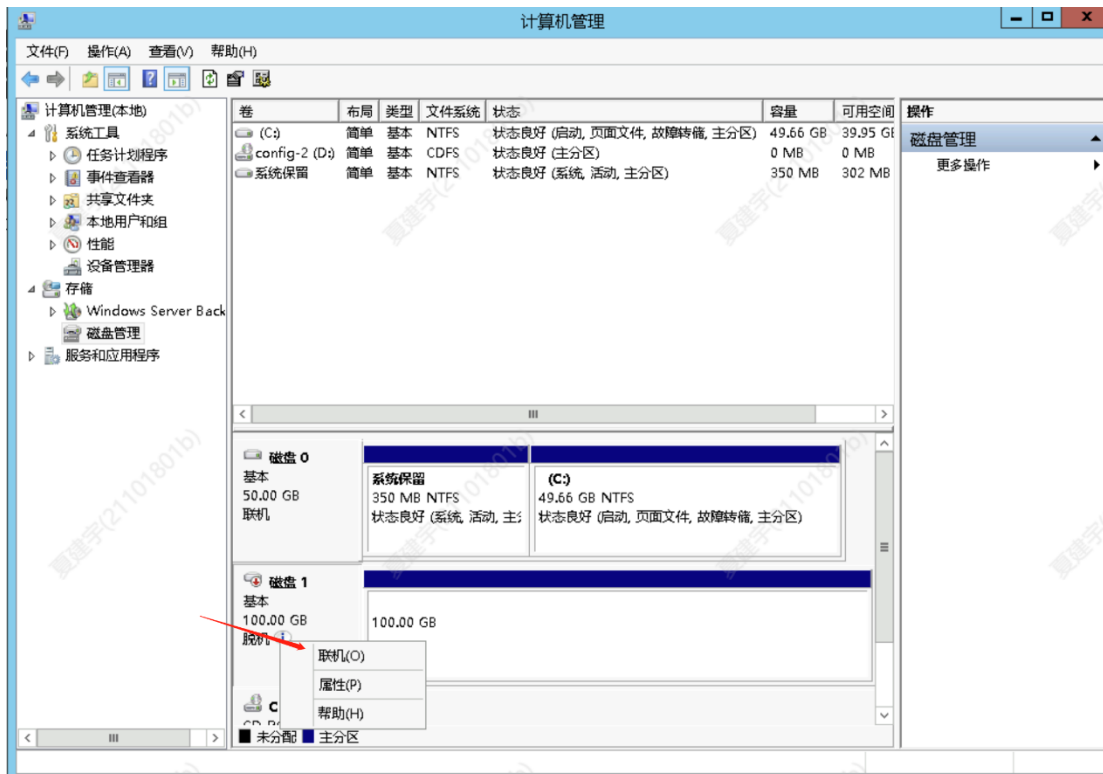 计算机管理
文件(F) 操作(A) 查看(V) 帮助(H)
计算机管理(本地)
系统工具
任务计划程序
事件查看器
共享文件夹
本地用户和组
性能
设备管理器
存储
Windows Server Back
磁盘管理
服务和应用程序
卷 布局 类型 文件系统 状态 容量 可用空间
(C:) 简单 基本 NTFS 状态良好 (启动, 页面文件, 故障转储, 主分区) 49.66 GB 39.95 GB
config-2 (D:) 简单 基本 CDFS 状态良好 (主分区) 0 MB 0 MB
系统保留 简单 基本 NTFS 状态良好 (系统, 活动, 主分区) 350 MB 302 MB
磁盘 0
基本
50.00 GB
联机
系统保留
350 MB NTFS
状态良好 (系统, 活动, 主分
(C:)
49.66 GB NTFS
状态良好 (启动, 页面文件, 故障转储, 主分区)
磁盘 1
基本
100.00 GB
脱机
100.00 GB
联机(O)
属性(P)
帮助(H)
未分配 主分区
操作
磁盘管理
更多操作
夏建宇(21101801b)